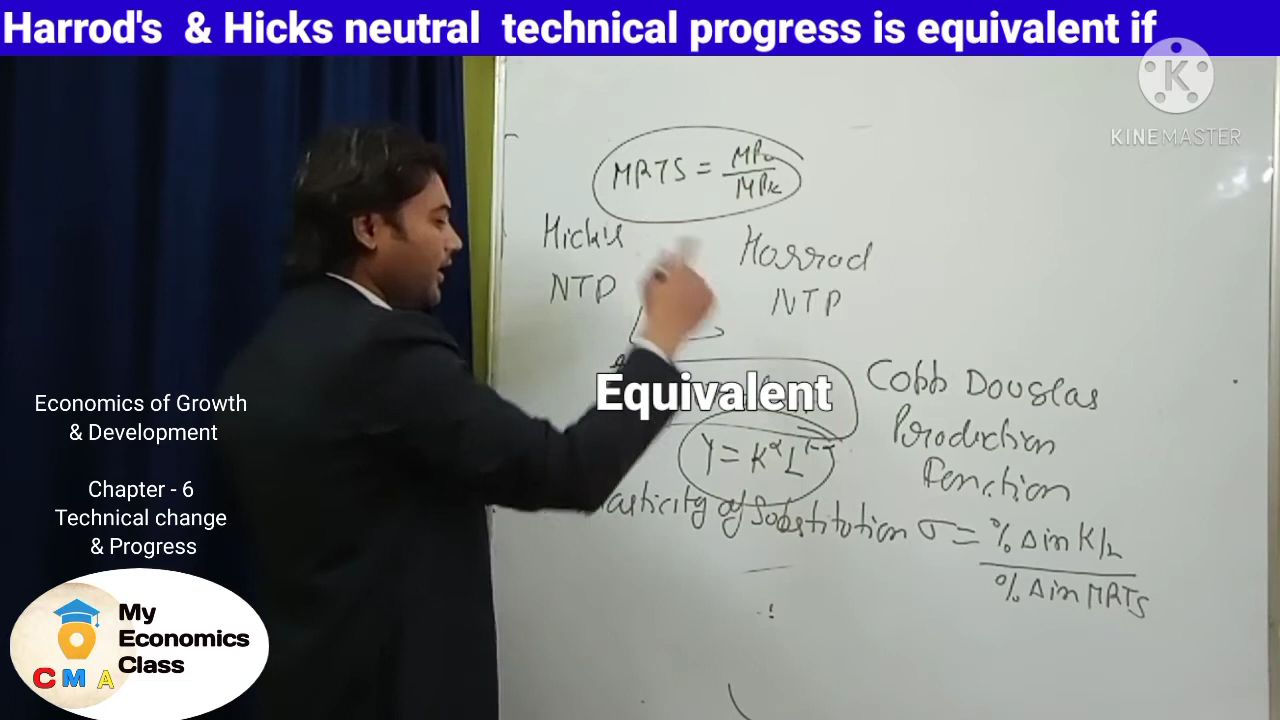 Harrod's & Hicks neutral technical progress is equivalent if
K
KINEMASTER
MRTS = MPL
MPK
Hick's
NTP
Harrod
NTP
Equivalent
Cobb Douglas
Production
Function
Y = K^α L^1-α
Elasticity of Substitution σ = % Δ in K/L
% Δ in MRTS
Economics of Growth
& Development
Chapter - 6
Technical change
& Progress
My
Economics
Class
C M A